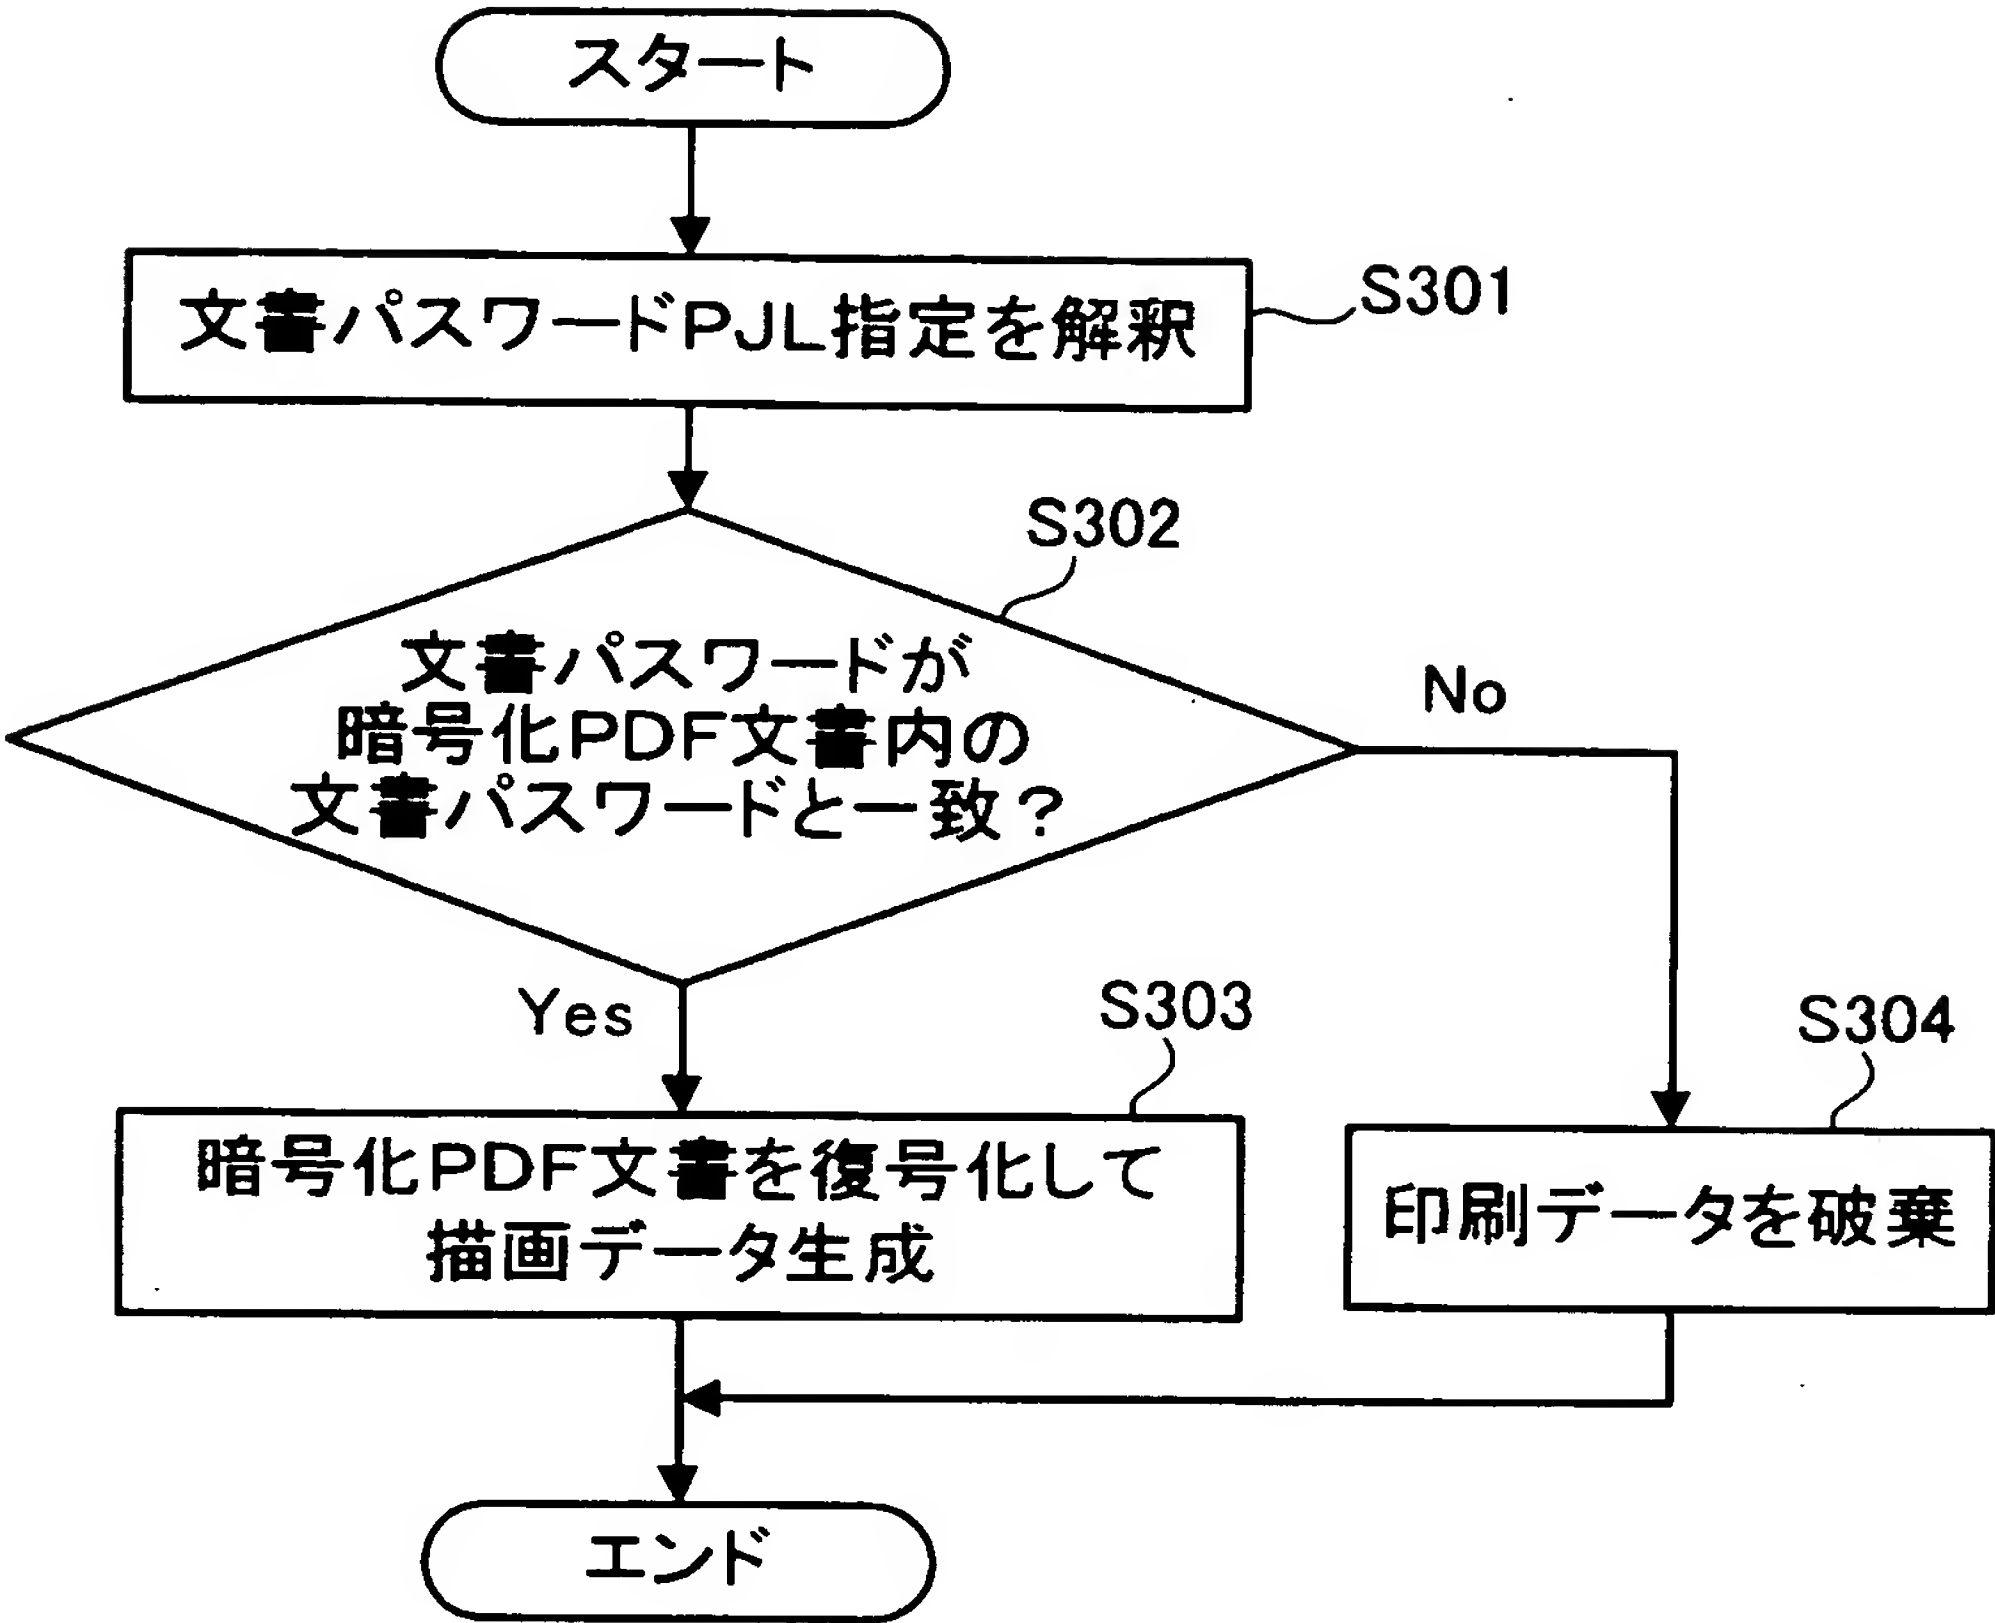 スタート
文書パスワードPJL指定を解釈
S301
S302
文書パスワードが
暗号化PDF文書内の
文書パスワードと一致?
No
Yes
S303
暗号化PDF文書を復号化して
描画データ生成
S304
印刷データを破棄
エンド